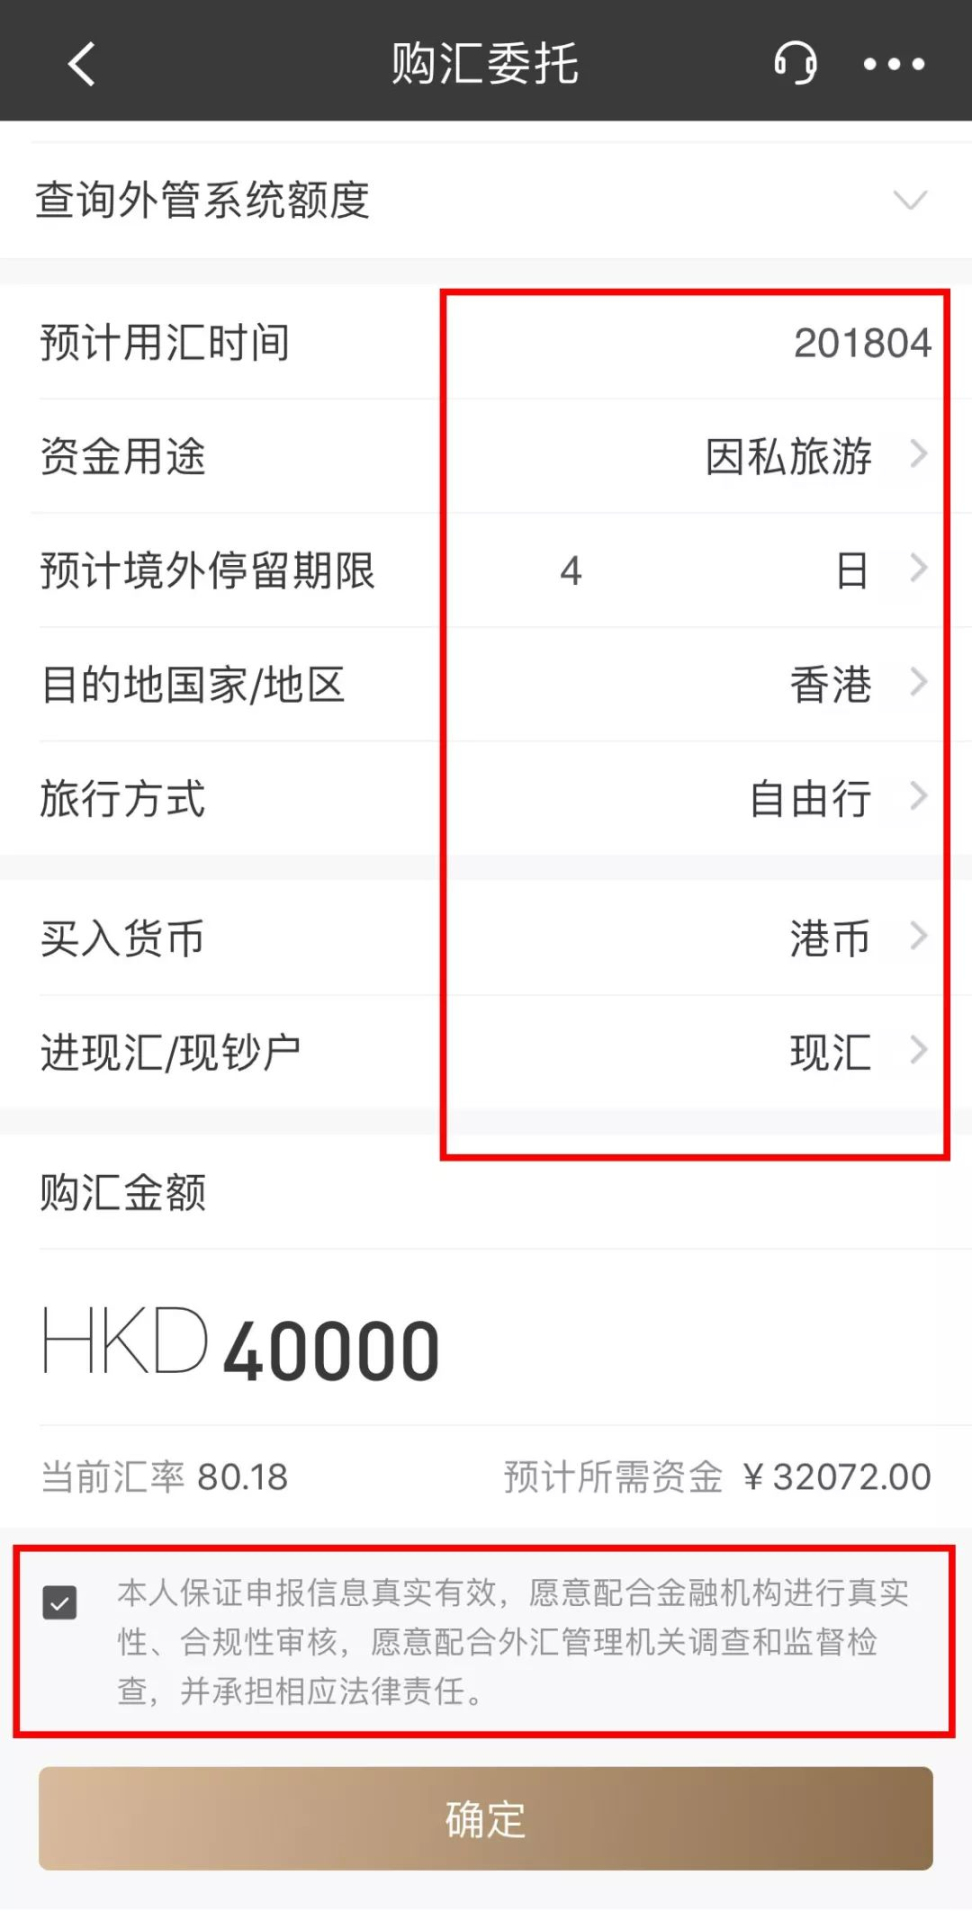 购汇委托
查询外管系统额度
预计用汇时间 201804
资金用途 因私旅游
预计境外停留期限 4 日
目的地国家/地区 香港
旅行方式 自由行
买入货币 港币
进现汇/现钞户 现汇
购汇金额
HKD 40000
当前汇率 80.18 预计所需资金 ¥ 32072.00
本人保证申报信息真实有效，愿意配合金融机构进行真实
性、合规性审核，愿意配合外汇管理机关调查和监督检
查，并承担相应法律责任。
确定